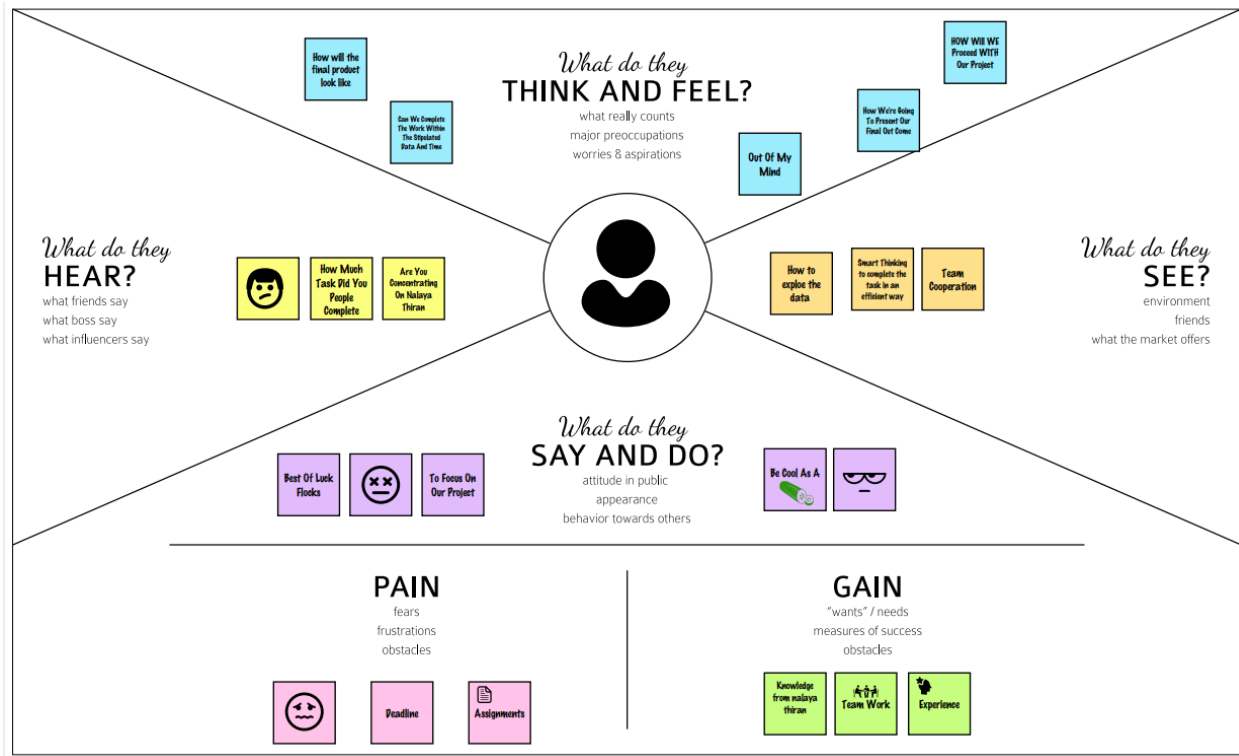 How will the
final product
look like
Can We Complete
The Work Within
The Stipulated
Data And Time
What do they
THINK AND FEEL?
what really counts
major preoccupations
worries & aspirations
Out Of My
Mind
How We're Going
To Present Our
Final Out Come
HOW Will WE
Proceed WITH
Our Project
What do they
HEAR?
what friends say
what boss say
what influencers say
How Much
Task Did You
People
Complete
Are You
Concentrating
On Nalaya
Thiran
How to
exploe the
data
Smart Thinking
to complete the
task in an
efficient way
Team
Cooperation
What do they
SEE?
environment
friends
what the market offers
What do they
SAY AND DO?
attitude in public
appearance
behavior towards others
Best Of Luck
Flocks
To Focus On
Our Project
Be Cool As A
PAIN
fears
frustrations
obstacles
Deadline
Assignments
GAIN
"wants" / needs
measures of success
obstacles
Knowledge
from nalaya
thiran
Team Work
Experience